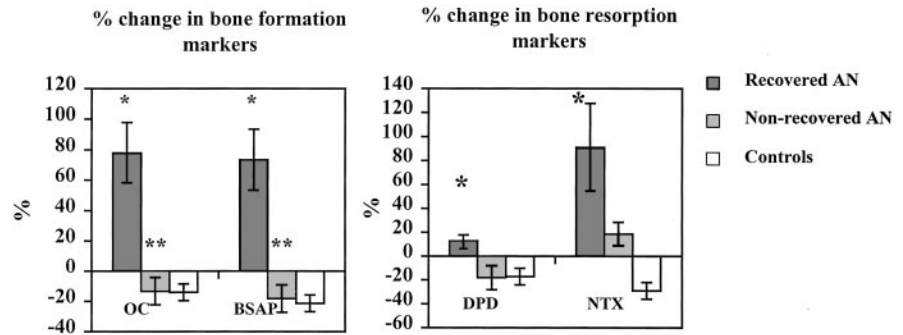 % change in bone formation
markers
% change in bone resorption
markers
120
100
80
60
40
20
0
-20
-40
%
*
*
**
**
OC
BSAP
140
120
100
80
60
40
20
0
-20
-40
-60
%
*
*
DPD
NTX
Recovered AN
Non-recovered AN
Controls